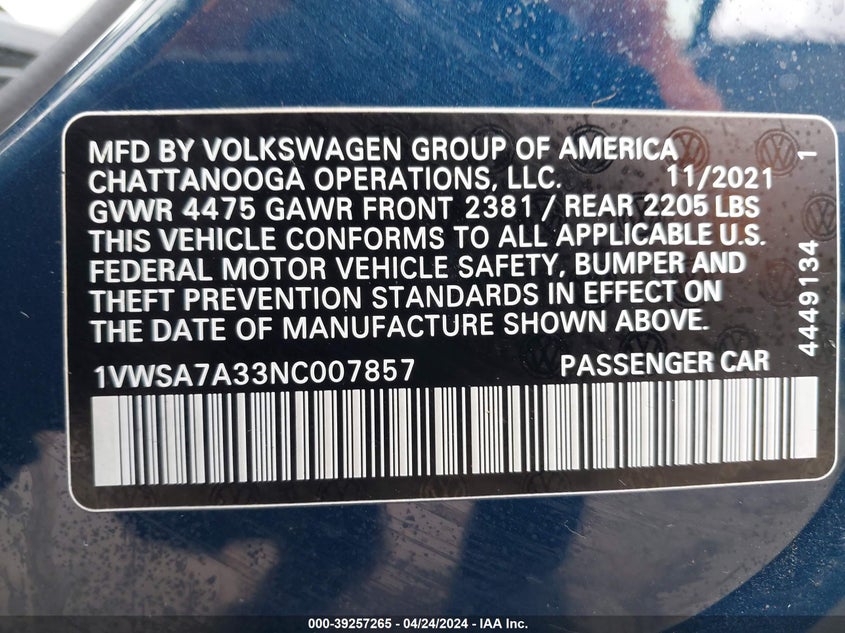 MFD BY VOLKSWAGEN GROUP OF AMERICA
CHATTANOOGA OPERATIONS, LLC. 11/2021
GVWR 4475 GAWR FRONT 2381 / REAR 2205 LBS
THIS VEHICLE CONFORMS TO ALL APPLICABLE U.S.
FEDERAL MOTOR VEHICLE SAFETY, BUMPER AND
THEFT PREVENTION STANDARDS IN EFFECT ON
THE DATE OF MANUFACTURE SHOWN ABOVE.
1VWSA7A33NC007857 PASSENGER CAR
4449134 1
000-39257265 - 04/24/2024 - IAA Inc.